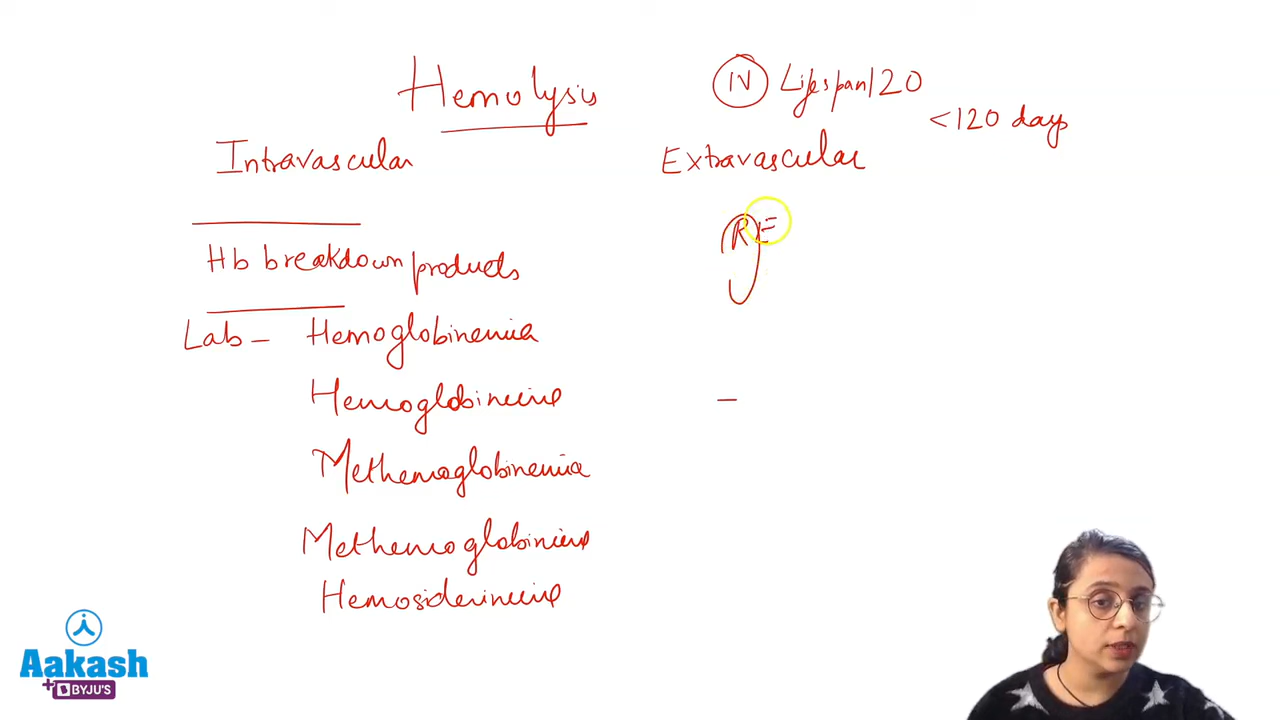 Hemolysis
N Lifespan 120
<120 days
Intravascular
Extravascular
RE
Hb breakdown products
Lab - Hemoglobinemia
Hemoglobinuria
-
Methemoglobinemia
Methemoglobinuria
Hemosiderinuria
Aakash
+ BYJU'S